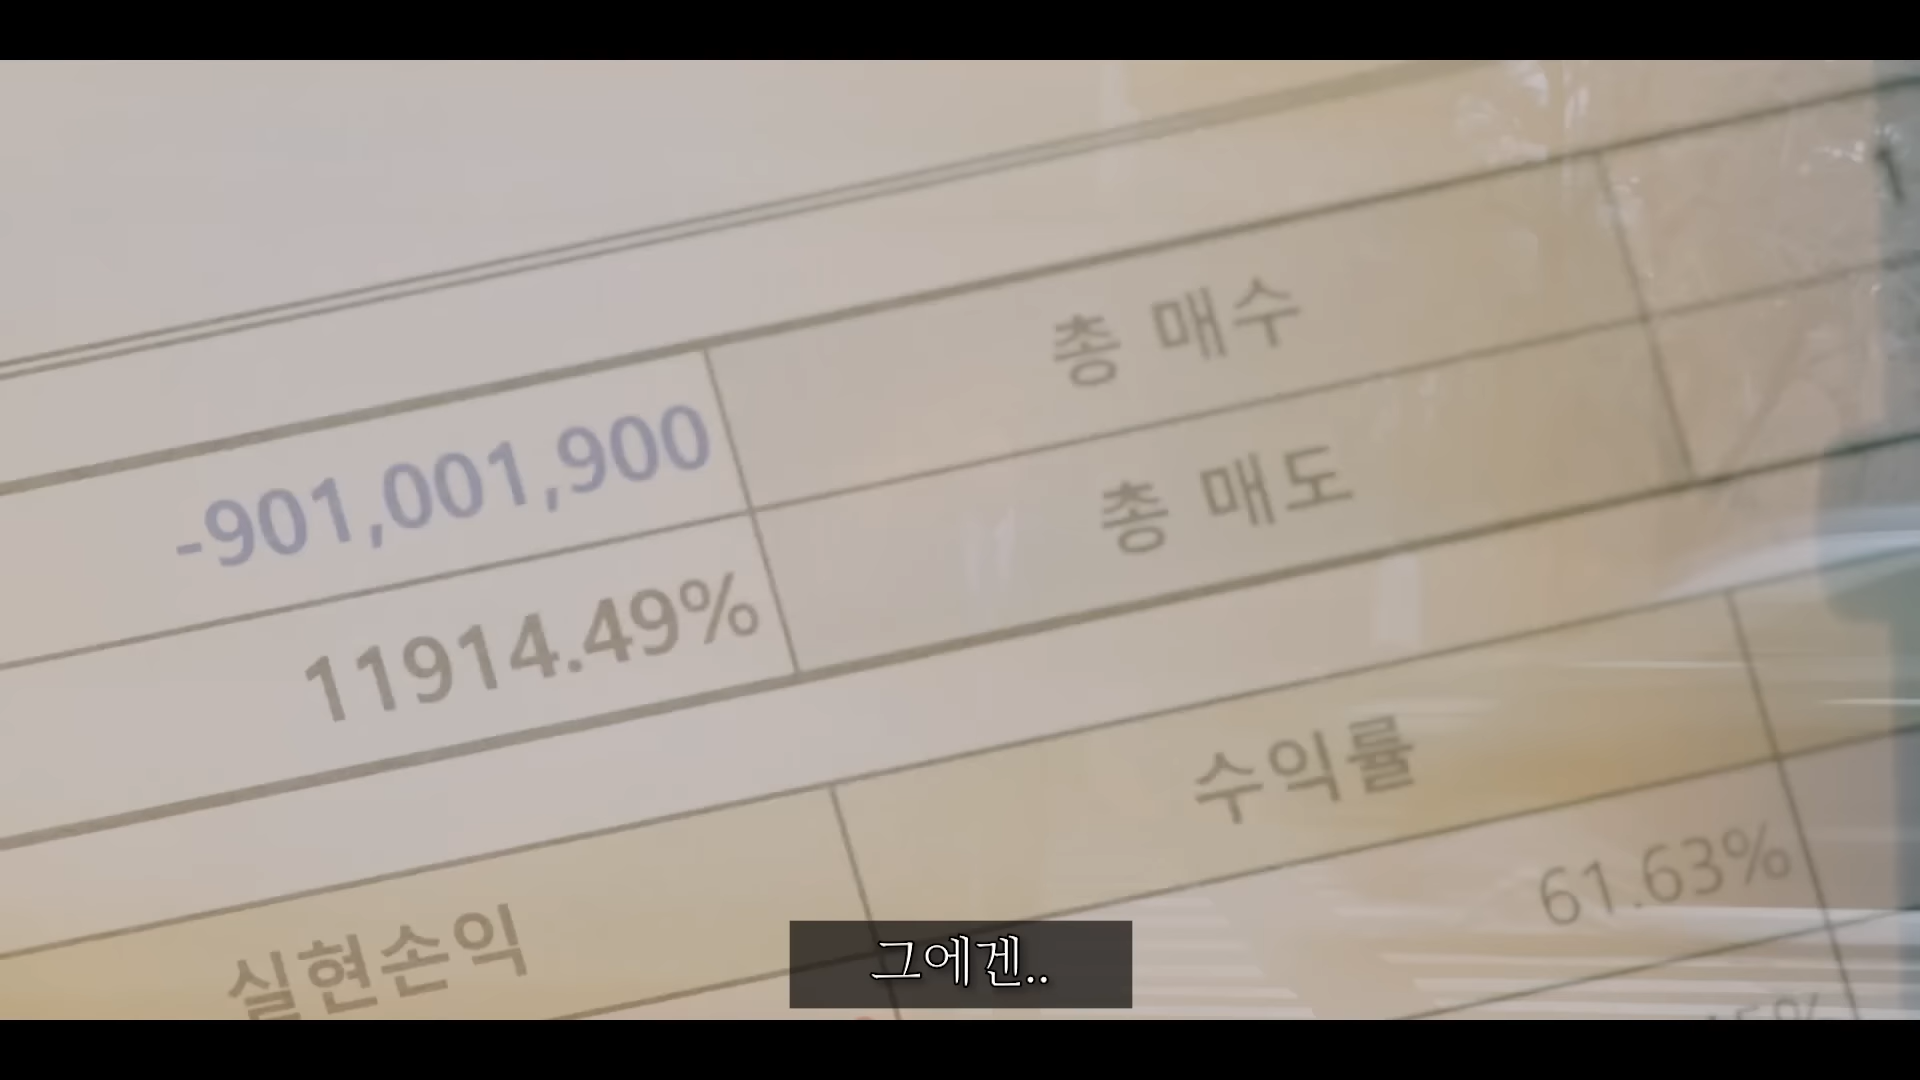 총 매수
-901,001,900
총 매도
11914.49%
수익률
61.63%
실현손익
그에겐..